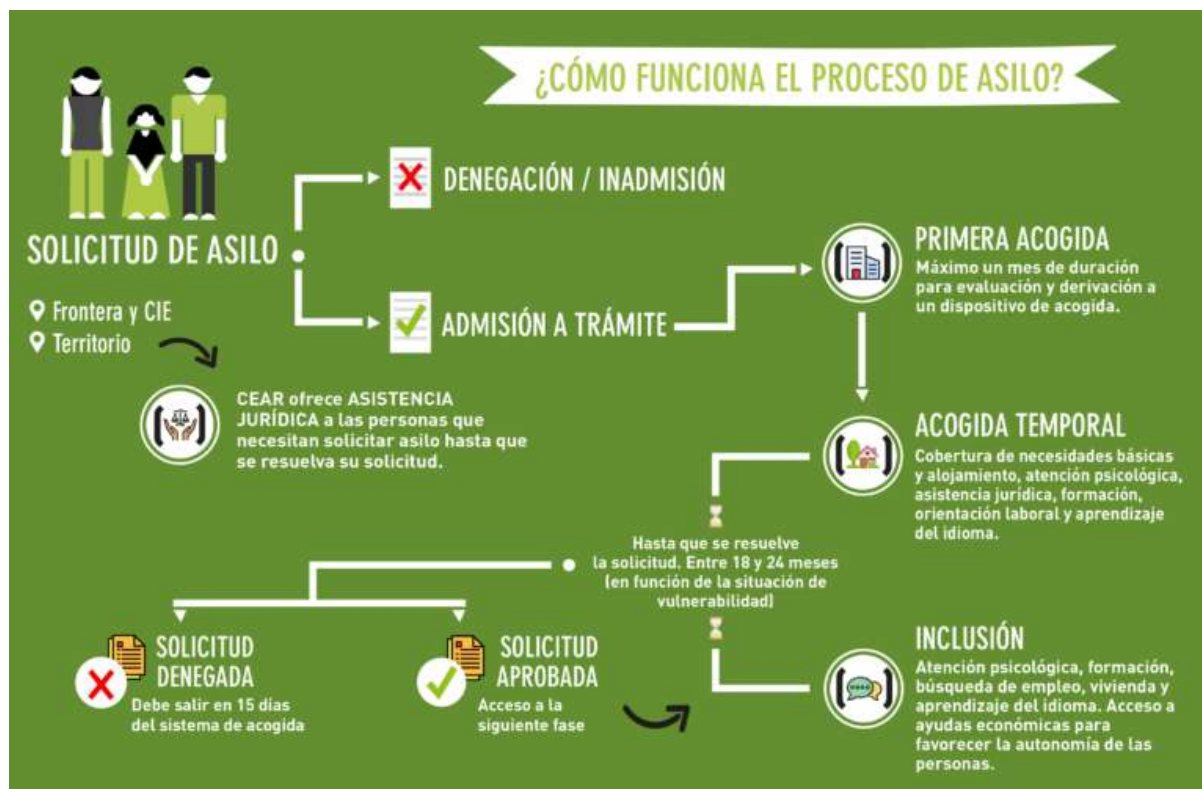 ¿CÓMO FUNCIONA EL PROCESO DE ASILO?
DENEGACIÓN / INADMISIÓN
SOLICITUD DE ASILO
Frontera y CIE
Territorio
ADMISIÓN A TRÁMITE
PRIMERA ACOGIDA
Máximo un mes de duración
para evaluación y derivación a
un dispositivo de acogida.
CEAR ofrece ASISTENCIA
JURÍDICA a las personas que
necesitan solicitar asilo hasta que
se resuelva su solicitud.
ACOGIDA TEMPORAL
Cobertura de necesidades básicas
y alojamiento, atención psicológica,
asistencia jurídica, formación,
orientación laboral y aprendizaje
del idioma.
Hasta que se resuelve
la solicitud. Entre 18 y 24 meses
(en función de la situación de
vulnerabilidad)
SOLICITUD
DENEGADA
Debe salir en 15 días
del sistema de acogida
SOLICITUD
APROBADA
Acceso a la
siguiente fase
INCLUSIÓN
Atención psicológica, formación,
búsqueda de empleo, vivienda y
aprendizaje del idioma. Acceso a
ayudas económicas para
favorecer la autonomía de las
personas.